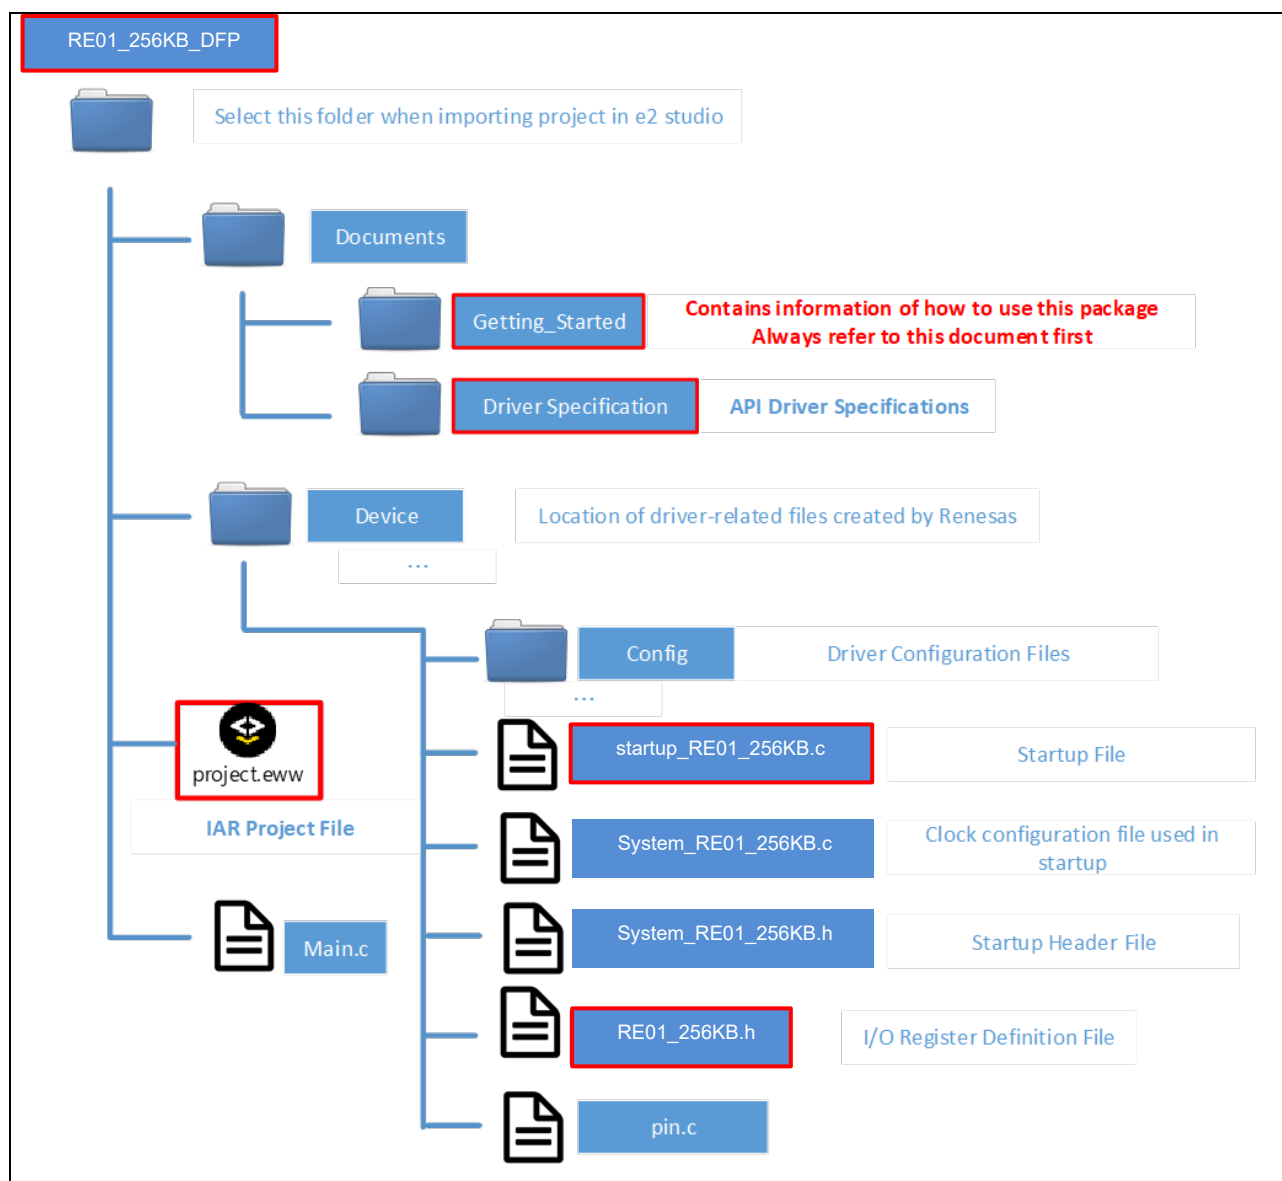 RE01_256KB_DFP
Select this folder when importing project in e2 studio
Documents
Getting_Started
Contains information of how to use this package
Always refer to this document first
Driver Specification
API Driver Specifications
Device
Location of driver-related files created by Renesas
...
Config
Driver Configuration Files
...
project.eww
IAR Project File
startup_RE01_256KB.c
Startup File
System_RE01_256KB.c
Clock configuration file used in
startup
Main.c
System_RE01_256KB.h
Startup Header File
RE01_256KB.h
I/O Register Definition File
pin.c